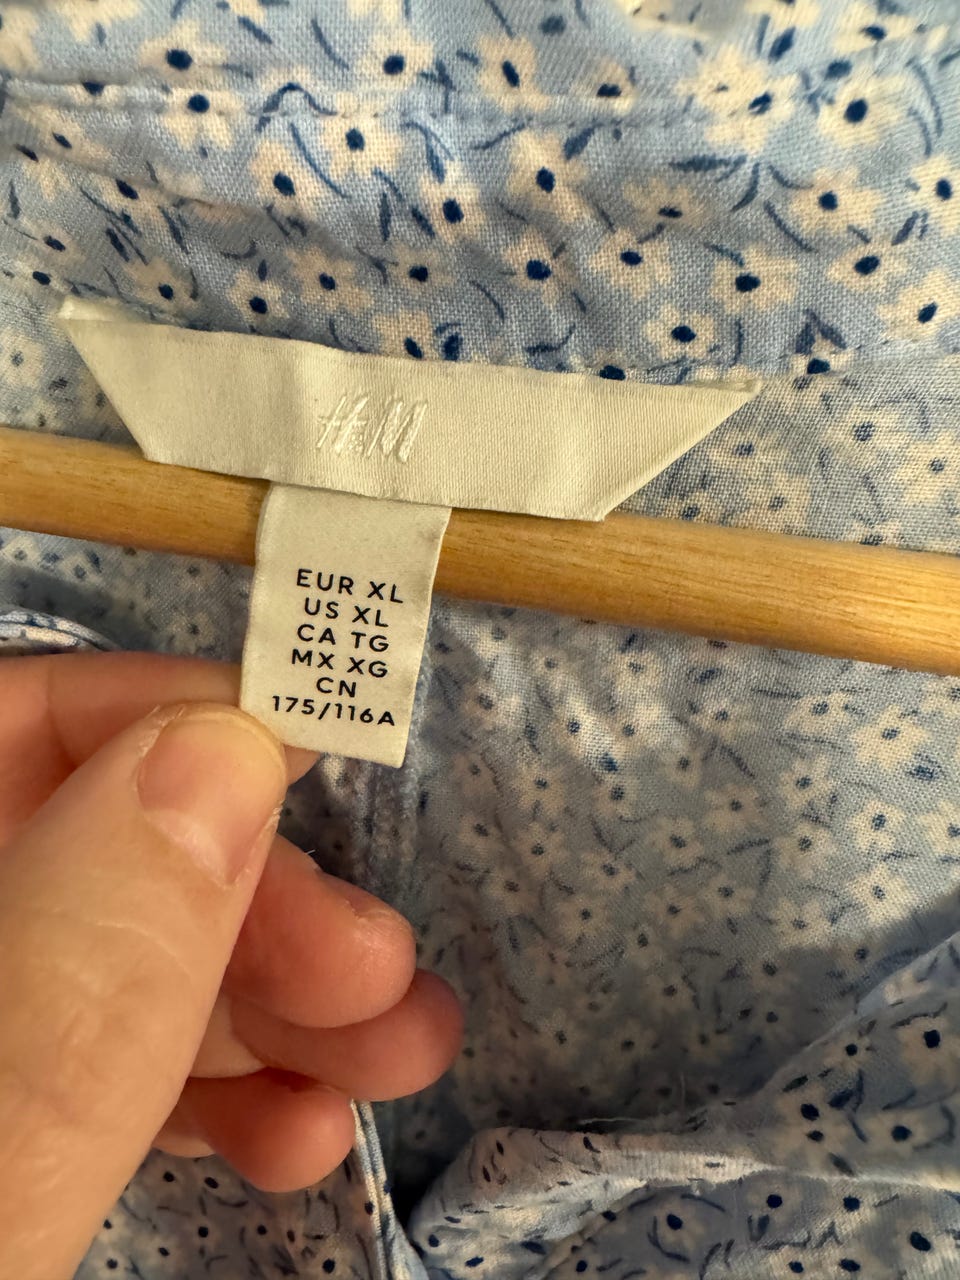 H&M
EUR XL
US XL
CA TG
MX XG
CN
175/116A